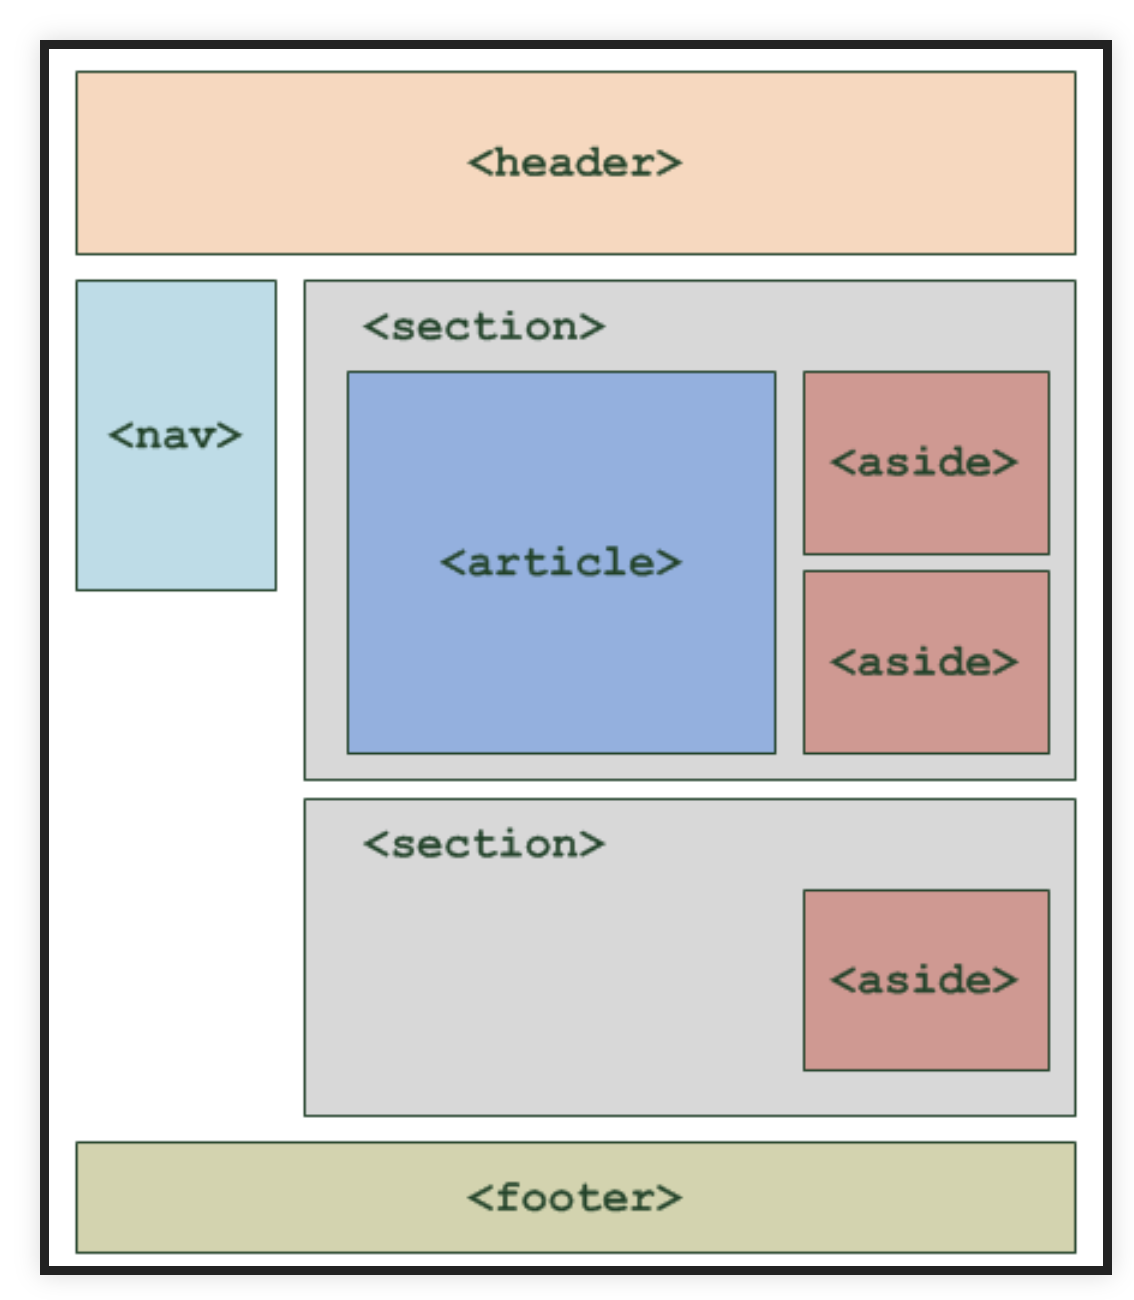 <header>
<nav>
<section>
<article>
<aside>
<aside>
<section>
<aside>
<footer>